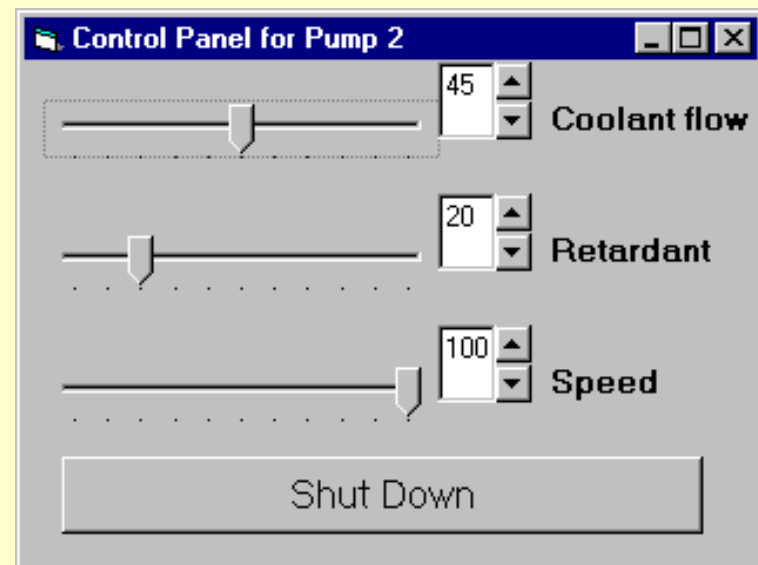 Control Panel for Pump 2
45
Coolant flow
20
Retardant
100
Speed
Shut Down